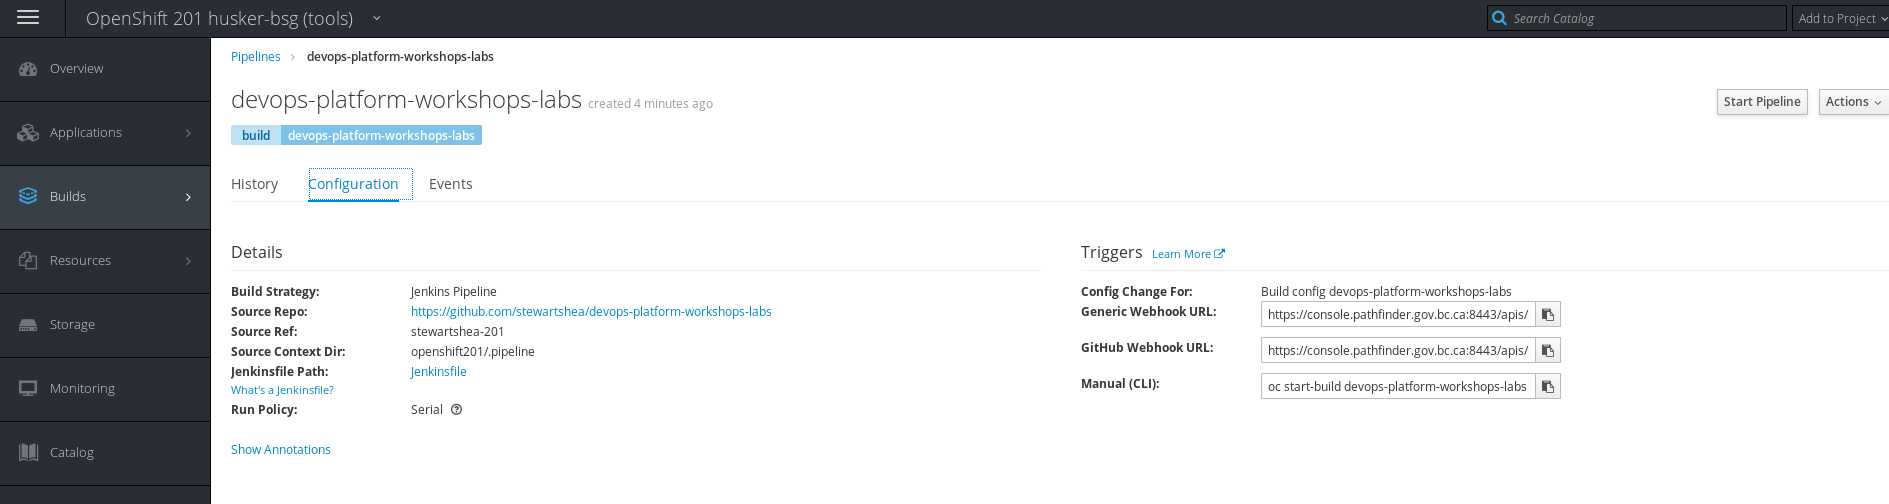 OpenShift 201 husker-bsg (tools)
Search Catalog
Add to Project
Overview
Applications
Builds
Resources
Storage
Monitoring
Catalog
Pipelines
devops-platform-workshops-labs
devops-platform-workshops-labs created 4 minutes ago
Start Pipeline
Actions
build devops-platform-workshops-labs
History
Configuration
Events
Details
Build Strategy: Jenkins Pipeline
Source Repo: https://github.com/stewartshea/devops-platform-workshops-labs
Source Ref: stewartshea-201
Source Context Dir: openshift201/.pipeline
Jenkinsfile Path: Jenkinsfile
What's a Jenkinsfile?
Run Policy: Serial
Show Annotations
Triggers Learn More
Config Change For: Build config devops-platform-workshops-labs
Generic Webhook URL: https://console.pathfinder.gov.bc.ca:8443/apis/
GitHub Webhook URL: https://console.pathfinder.gov.bc.ca:8443/apis/
Manual (CLI): oc start-build devops-platform-workshops-labs